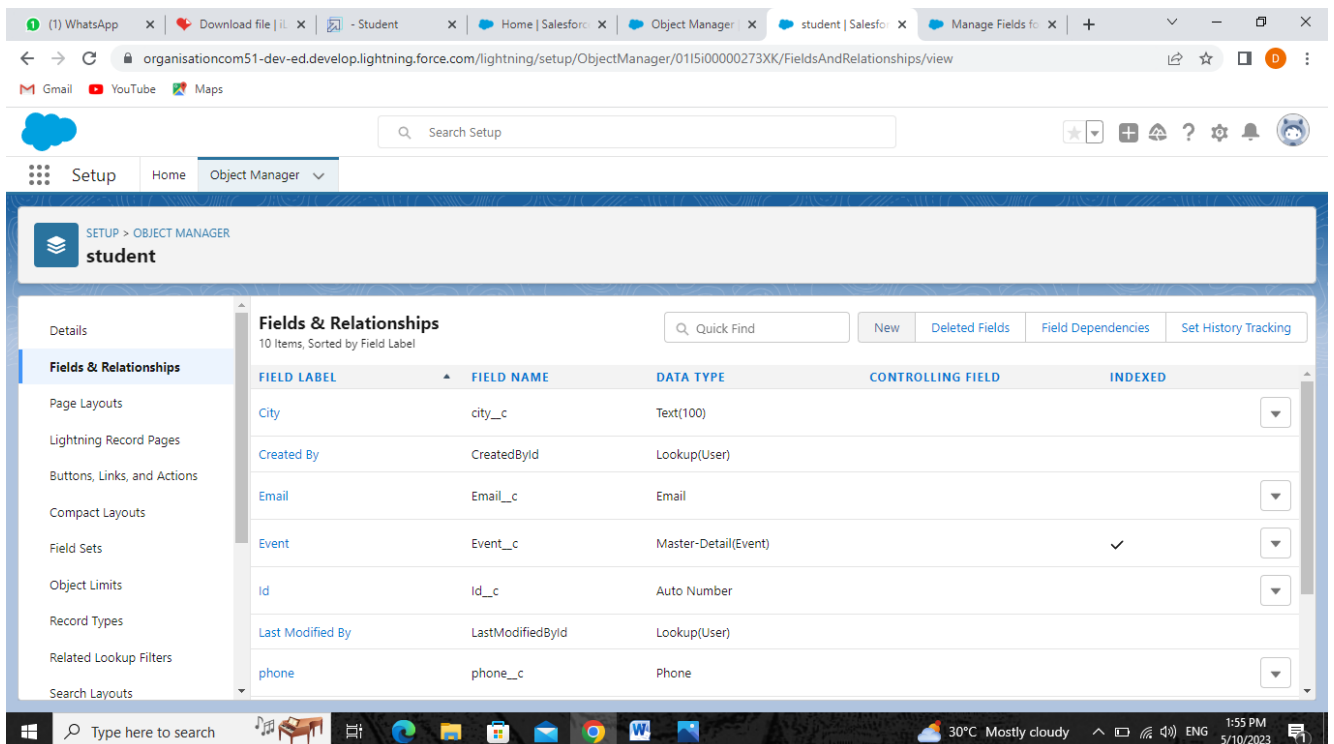 (1) WhatsApp
Download file | iL
- Student
Home | Salesforc
Object Manager |
student | Salesfor
Manage Fields fo
organisationcom51-dev-ed.develop.lightning.force.com/lightning/setup/ObjectManager/01I5i00000273XK/FieldsAndRelationships/view
D
Gmail YouTube Maps
Search Setup
Setup Home Object Manager
SETUP > OBJECT MANAGER
student
Details
Fields & Relationships
Page Layouts
Lightning Record Pages
Buttons, Links, and Actions
Compact Layouts
Field Sets
Object Limits
Record Types
Related Lookup Filters
Search Layouts
Fields & Relationships
10 Items, Sorted by Field Label
Quick Find
New Deleted Fields Field Dependencies Set History Tracking
FIELD LABEL FIELD NAME DATA TYPE CONTROLLING FIELD INDEXED
City city__c Text(100)
Created By CreatedById Lookup(User)
Email Email__c Email
Event Event__c Master-Detail(Event)
Id Id__c Auto Number
Last Modified By LastModifiedById Lookup(User)
phone phone__c Phone
Type here to search
30°C Mostly cloudy
ENG
1:55 PM
5/10/2023